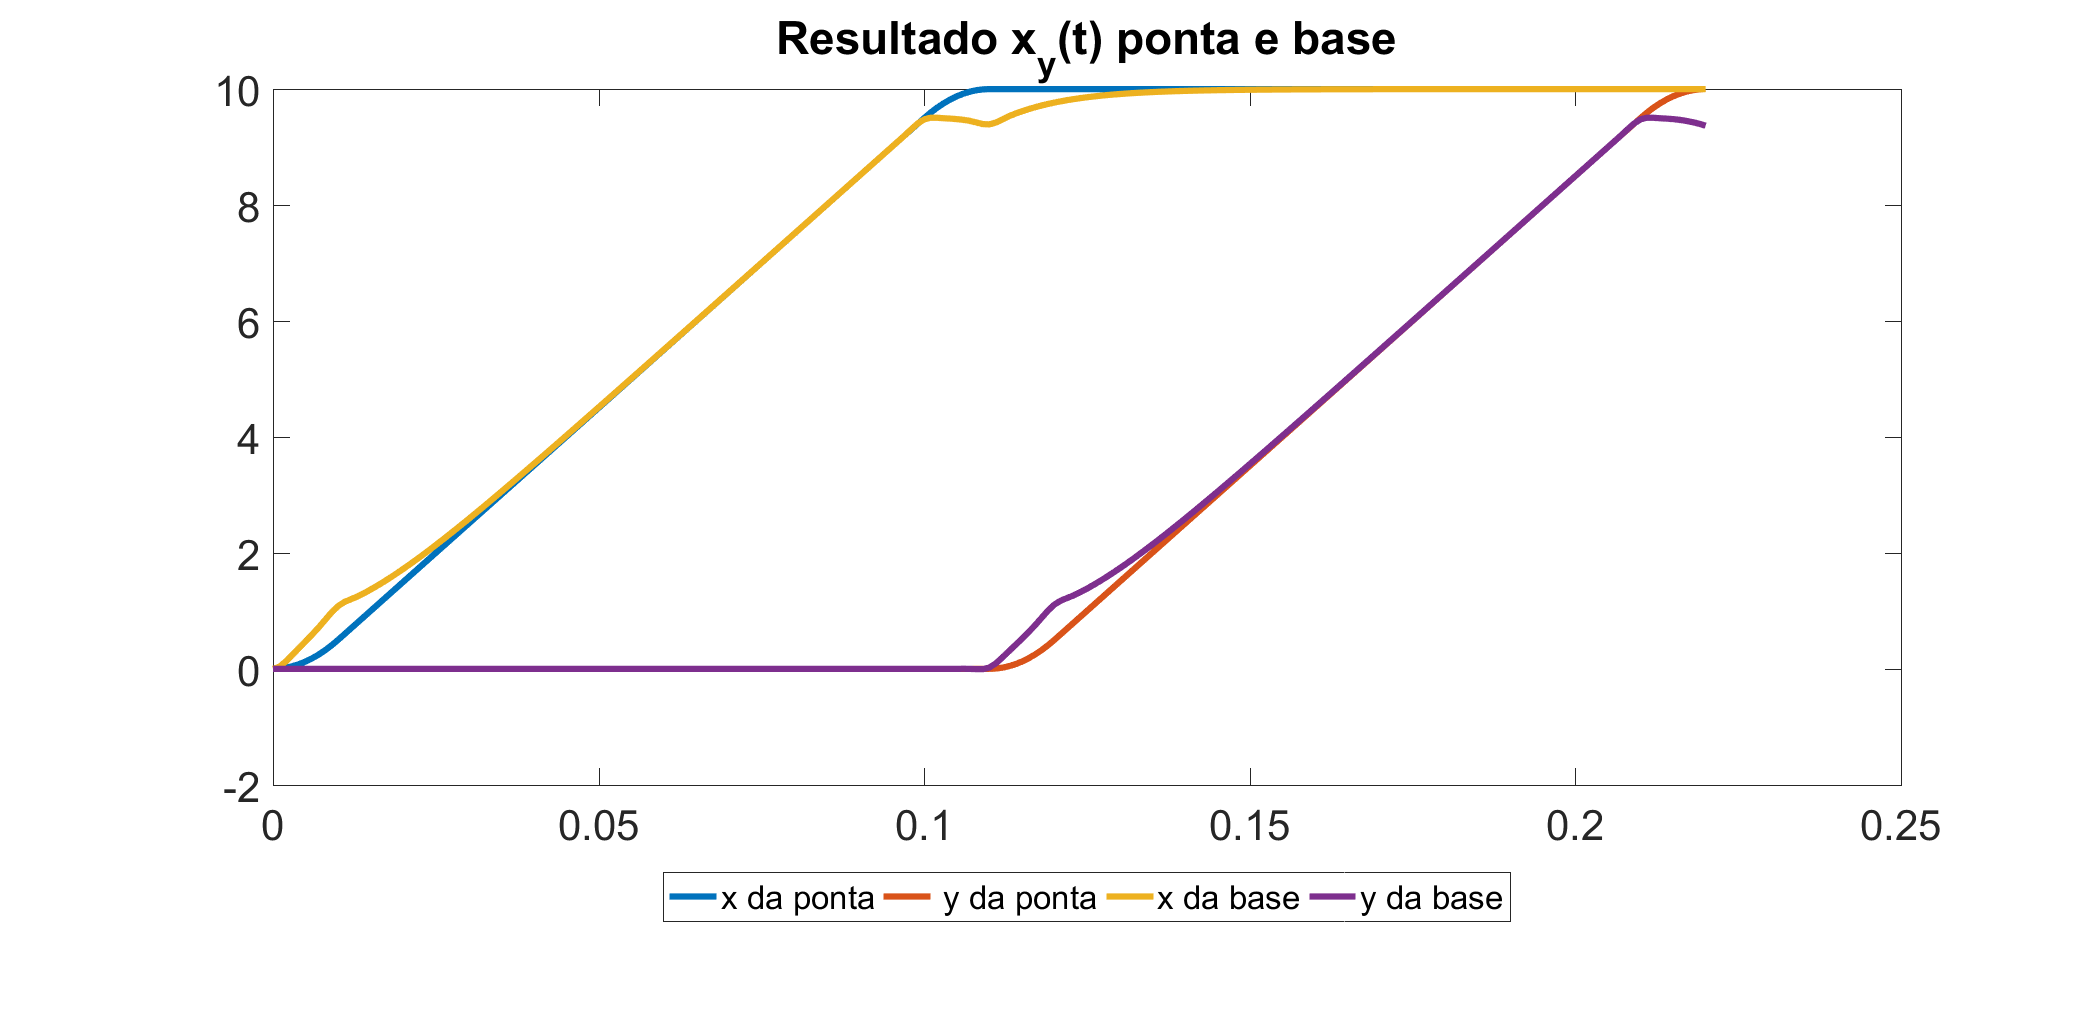 Resultado x_y(t) ponta e base
10
8
6
4
2
0
-2
0 0.05 0.1 0.15 0.2 0.25
x da ponta y da ponta x da base y da base